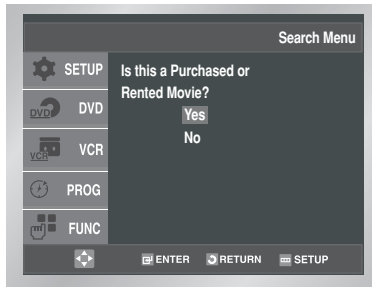 Search Menu
SETUP
Is this a Purchased or
Rented Movie?
DVD
DVD
Yes
No
VCR
VCR
PROG
FUNC
ENTER RETURN SETUP